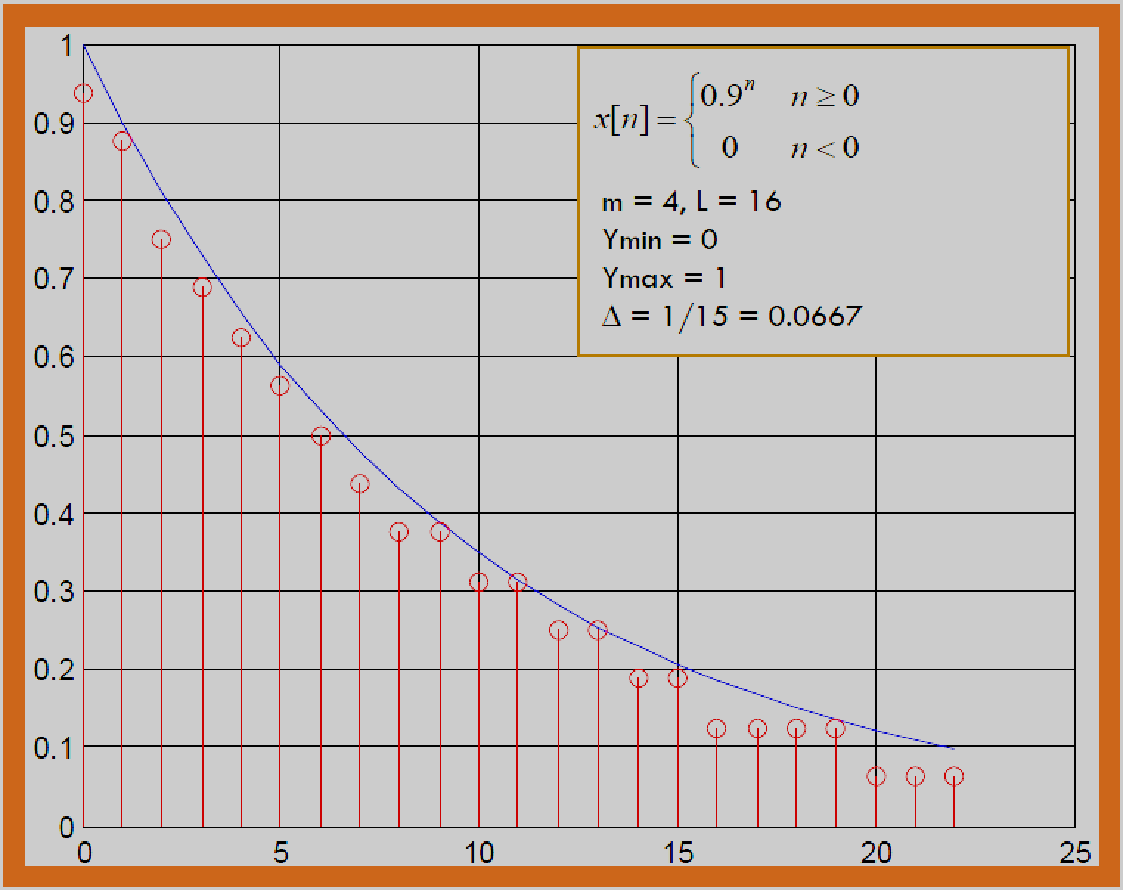 1
0.9
0.8
0.7
0.6
0.5
0.4
0.3
0.2
0.1
0
0 5 10 15 20 25
x[n] = { 0.9ⁿ n ≥ 0
0 n < 0
m = 4, L = 16
Ymin = 0
Ymax = 1
Δ = 1/15 = 0.0667